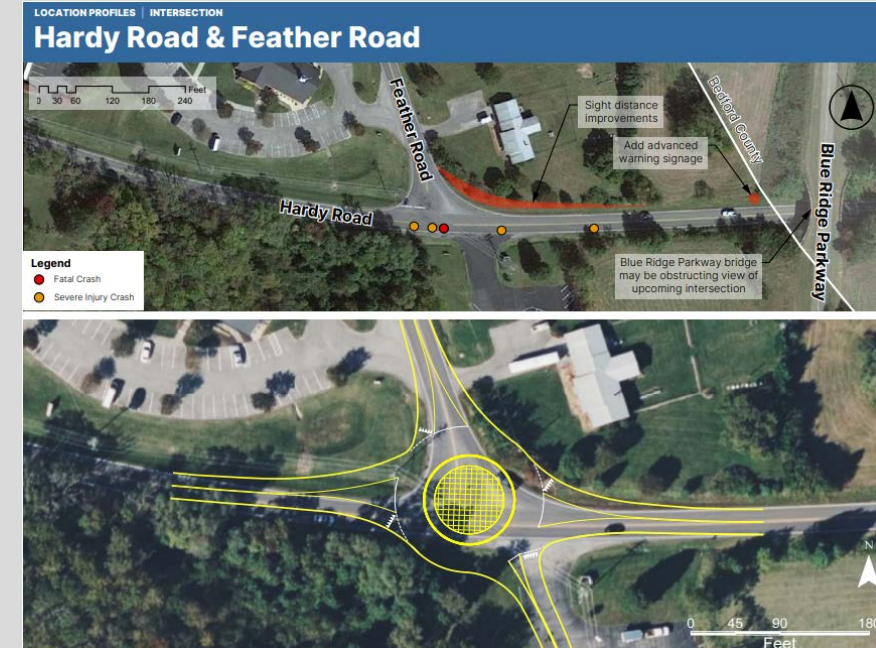 LOCATION PROFILES | INTERSECTION
Hardy Road & Feather Road
Feet
0 30 60 120 180 240
Feather Road
Hardy Road
Sight distance
improvements
Add advanced
warning signage
Bedford County
Blue Ridge Parkway
Blue Ridge Parkway bridge
may be obstructing view of
upcoming intersection
Legend
Fatal Crash
Severe Injury Crash
N
0 45 90 180
Feet